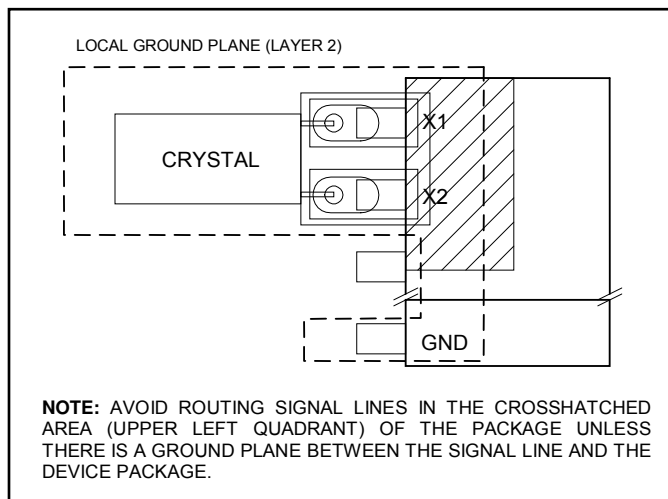 LOCAL GROUND PLANE (LAYER 2)
X1
CRYSTAL
X2
GND
NOTE: AVOID ROUTING SIGNAL LINES IN THE CROSSHATCHED
AREA (UPPER LEFT QUADRANT) OF THE PACKAGE UNLESS
THERE IS A GROUND PLANE BETWEEN THE SIGNAL LINE AND THE
DEVICE PACKAGE.